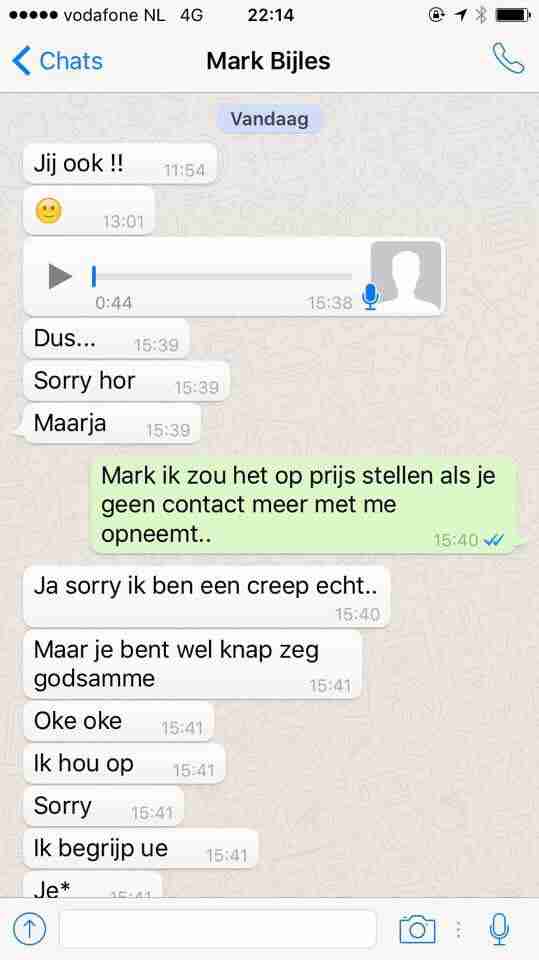 vodafone NL 4G 22:14
Chats Mark Bijles
Vandaag
Jij ook !! 11:54
13:01
0:44 15:38
Dus... 15:39
Sorry hor 15:39
Maarja 15:39
Mark ik zou het op prijs stellen als je
geen contact meer met me
opneemt.. 15:40
Ja sorry ik ben een creep echt..
15:40
Maar je bent wel knap zeg
godsamme 15:41
Oke oke 15:41
Ik hou op 15:41
Sorry 15:41
Ik begrijp ue 15:41
Je* 15:41